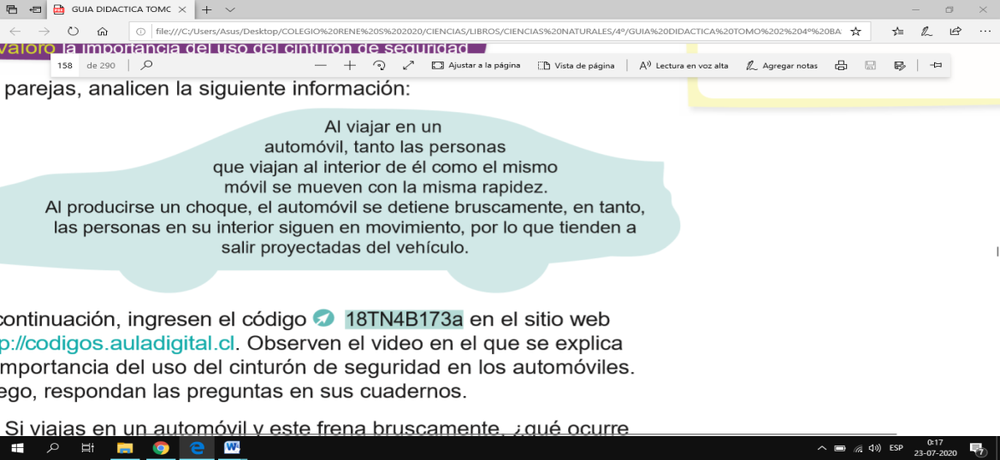 GUIA DIDACTICA TOMC
file:///C:/Users/Asus/Desktop/COLEGIO%20RENE%20S%202020/CIENCIAS/LIBROS/CIENCIAS%20NATURALES/4º/GUIA%20DIDACTICA%20TOMO%202%204º%20BA
Valoro la importancia del uso del cinturón de seguridad
158 de 290 Ajustar a la página Vista de página Lectura en voz alta Agregar notas
parejas, analicen la siguiente información:
Al viajar en un
automóvil, tanto las personas
que viajan al interior de él como el mismo
móvil se mueven con la misma rapidez.
Al producirse un choque, el automóvil se detiene bruscamente, en tanto,
las personas en su interior siguen en movimiento, por lo que tienden a
salir proyectadas del vehículo.
continuación, ingresen el código 18TN4B173a en el sitio web
p://codigos.auladigital.cl. Observen el video en el que se explica
mportancia del uso del cinturón de seguridad en los automóviles.
ego, respondan las preguntas en sus cuadernos.
Si viajas en un automóvil y este frena bruscamente, ¿qué ocurre
ESP
0:17
23-07-2020
7